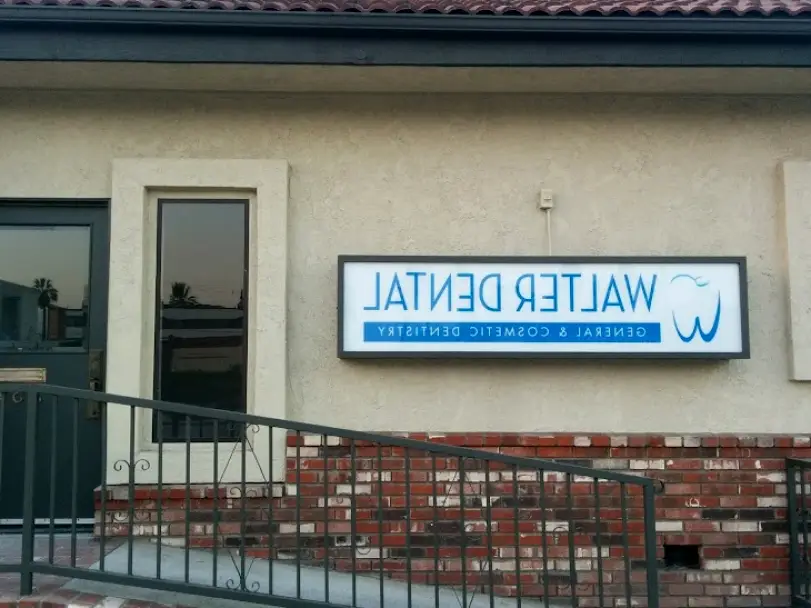 WALTER DENTAL
GENERAL & COSMETIC DENTISTRY